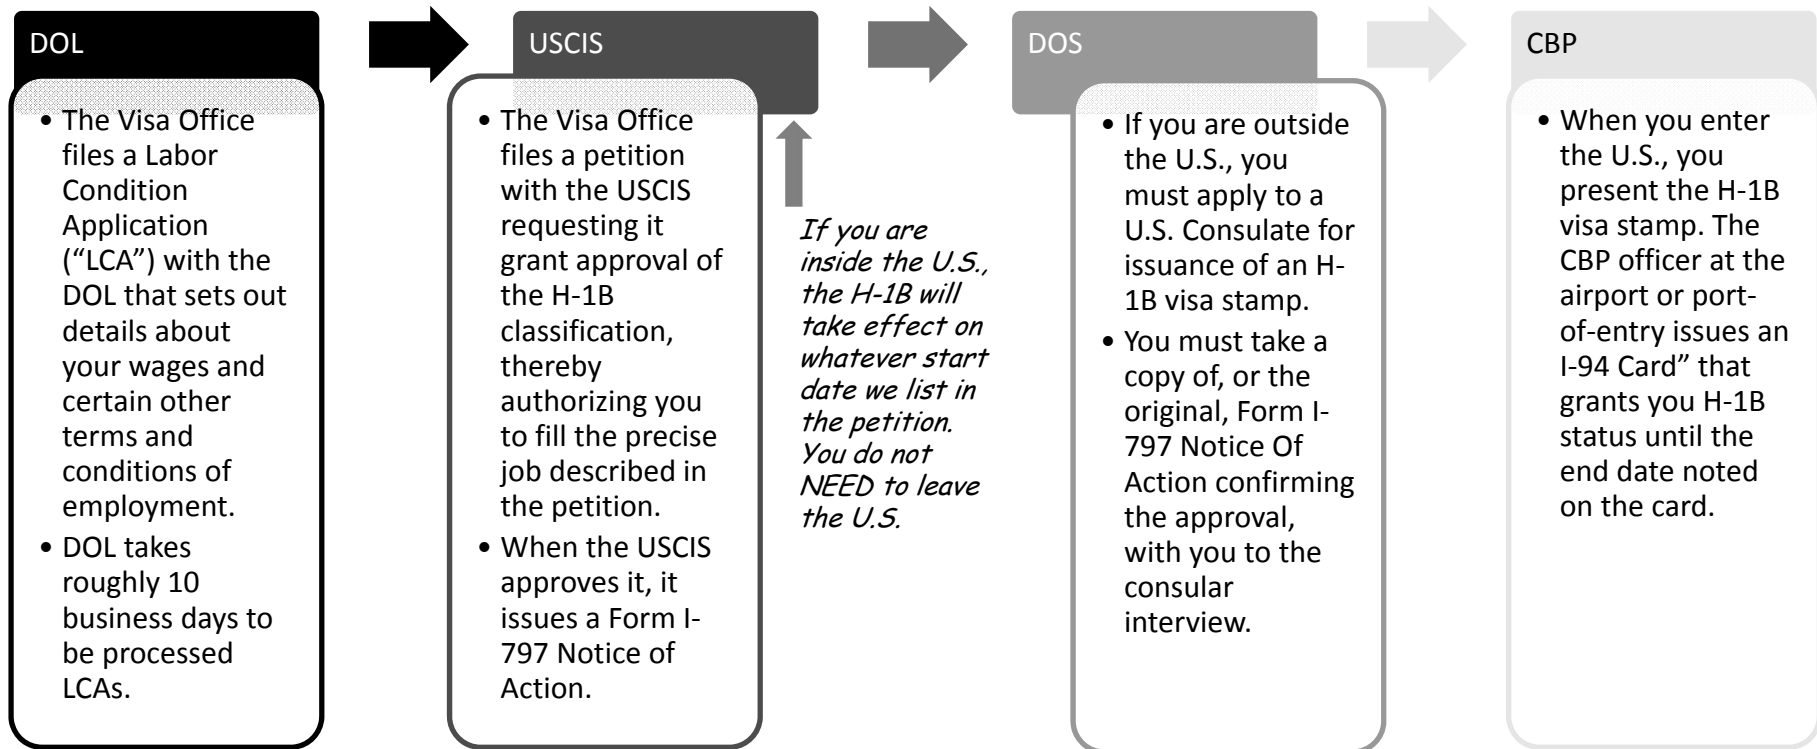 DOL
• The Visa Office
files a Labor
Condition
Application
(“LCA”) with the
DOL that sets out
details about
your wages and
certain other
terms and
conditions of
employment.
• DOL takes
roughly 10
business days to
be processed
LCAs.
USCIS
• The Visa Office
files a petition
with the USCIS
requesting it
grant approval of
the H-1B
classification,
thereby
authorizing you
to fill the precise
job described in
the petition.
• When the USCIS
approves it, it
issues a Form I-
797 Notice of
Action.
If you are
inside the U.S.,
the H-1B will
take effect on
whatever start
date we list in
the petition.
You do not
NEED to leave
the U.S.
DOS
• If you are outside
the U.S., you
must apply to a
U.S. Consulate for
issuance of an H-
1B visa stamp.
• You must take a
copy of, or the
original, Form I-
797 Notice Of
Action confirming
the approval,
with you to the
consular
interview.
CBP
• When you enter
the U.S., you
present the H-1B
visa stamp. The
CBP officer at the
airport or port-
of-entry issues an
I-94 Card” that
grants you H-1B
status until the
end date noted
on the card.